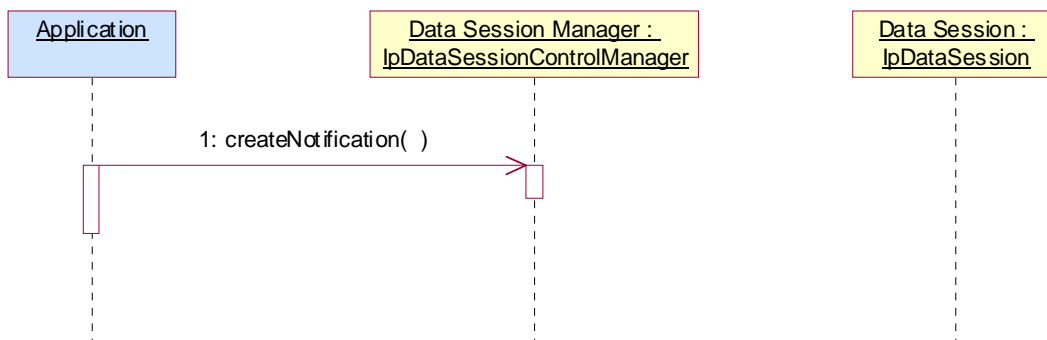 Application
Data Session Manager :
IpDataSessionControlManager
Data Session :
IpDataSession
1: createNotification( )